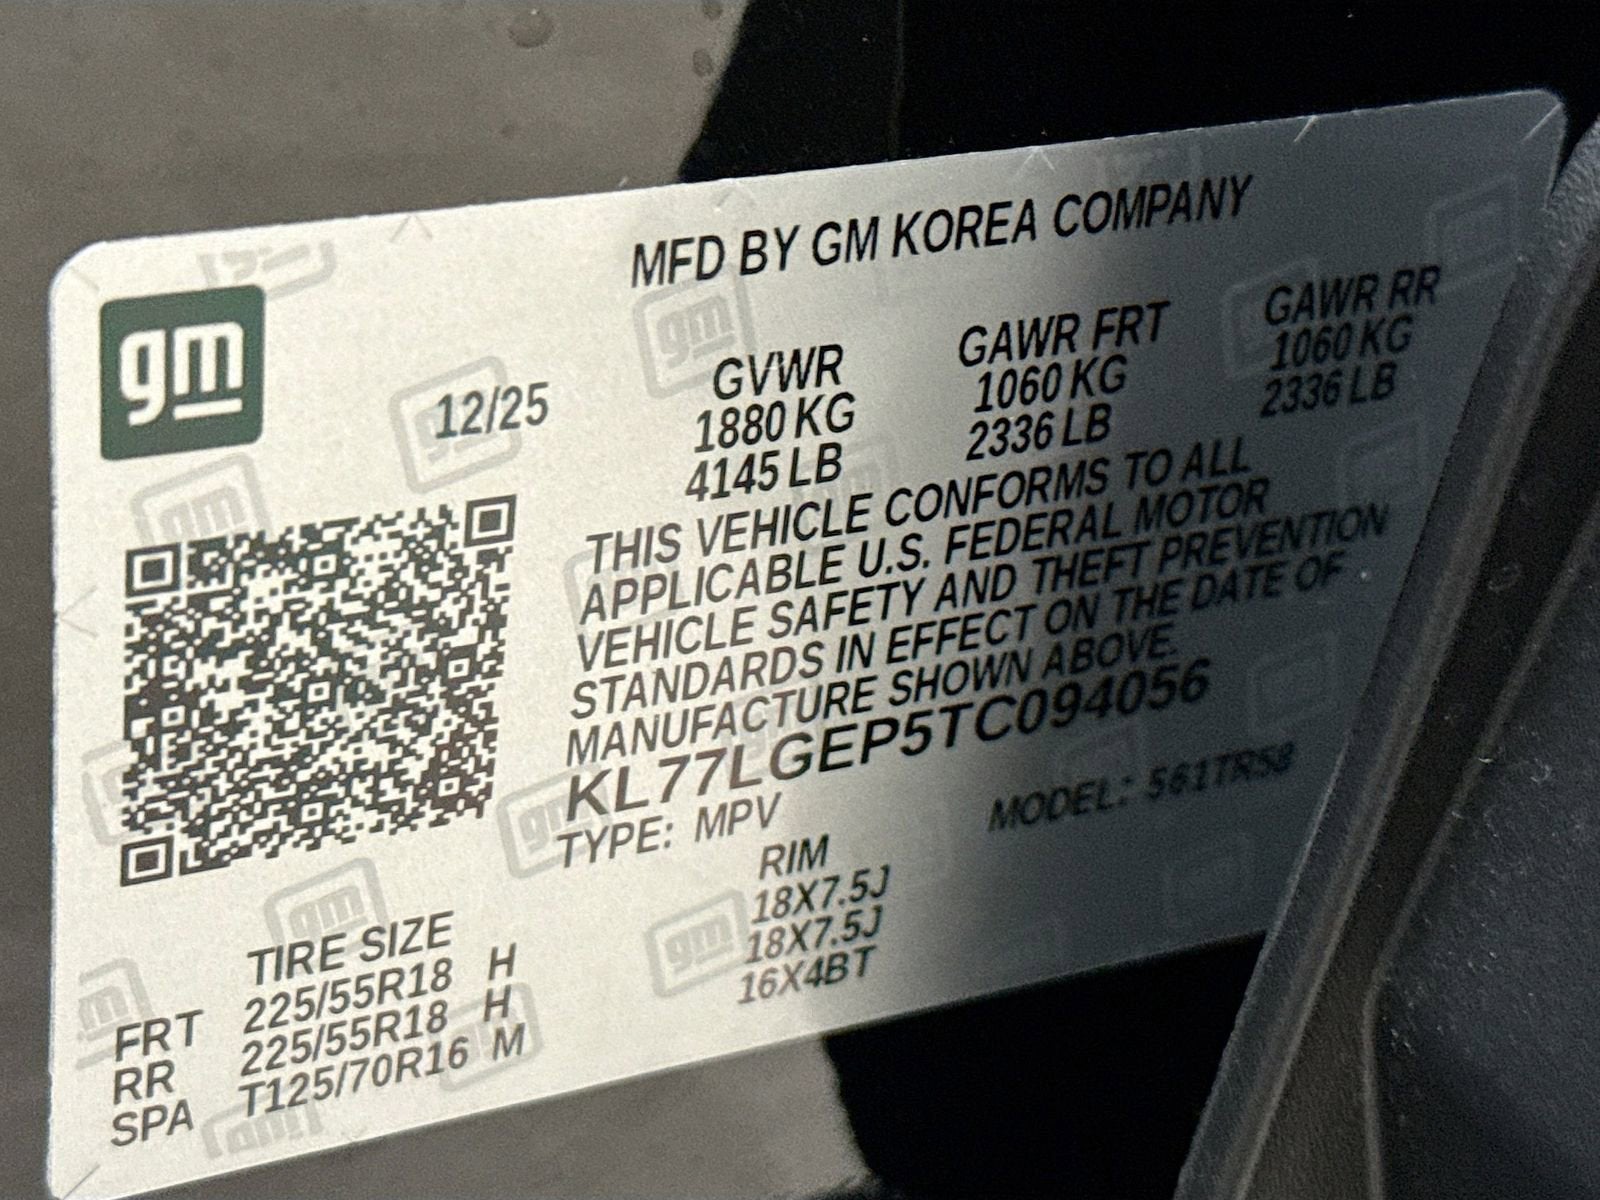 MFD BY GM KOREA COMPANY
gm
12/25
GVWR GAWR FRT GAWR RR
1880 KG 1060 KG 1060 KG
4145 LB 2336 LB 2336 LB
THIS VEHICLE CONFORMS TO ALL
APPLICABLE U.S. FEDERAL MOTOR
VEHICLE SAFETY AND THEFT PREVENTION
STANDARDS IN EFFECT ON THE DATE OF
MANUFACTURE SHOWN ABOVE.
KL77LGEP5TC094056
TYPE: MPV MODEL: 561TR58
TIRE SIZE RIM
FRT 225/55R18 H 18X7.5J
RR 225/55R18 H 18X7.5J
SPA T125/70R16 M 16X4BT